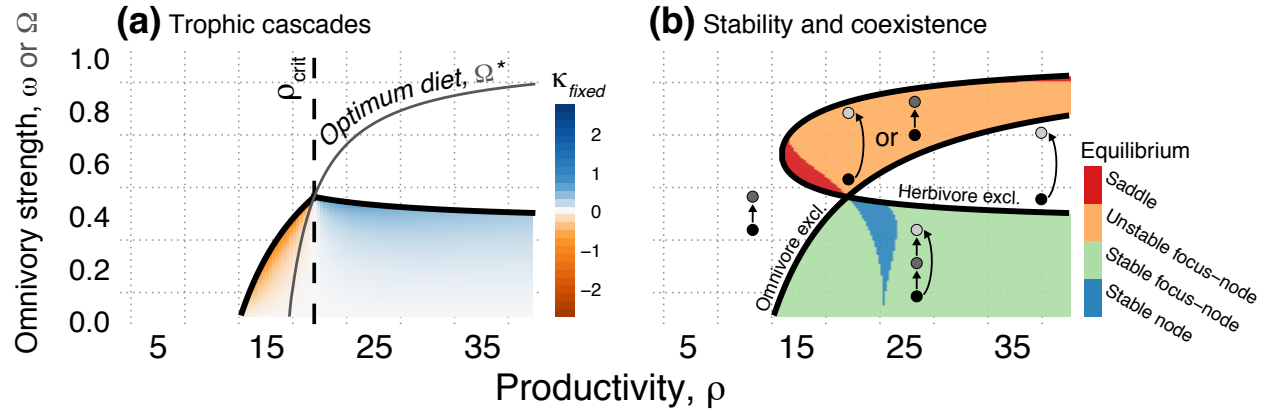 (a) Trophic cascades
(b) Stability and coexistence
Omnivory strength, ω or Ω
1.0
0.8
0.6
0.4
0.2
0.0
ρcrit
Optimum diet, Ω*
κfixed
2
1
0
−1
−2
5
15
25
35
or
Herbivore excl.
Omnivore excl.
5
15
25
35
Equilibrium
Saddle
Unstable focus−node
Stable focus−node
Stable node
Productivity, ρ